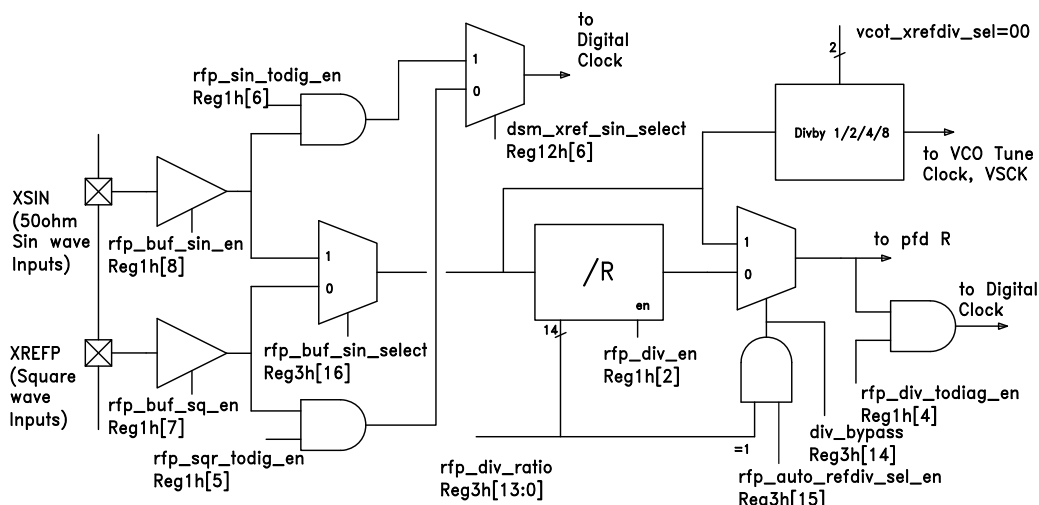 to
Digital
Clock
vcot_xrefdiv_sel=00
2
rfp_sin_todig_en
Reg1h[6]
1
0
dsm_xref_sin_select
Reg12h[6]
Divby 1/2/4/8
to VCO Tune
Clock, VSCK
XSIN
(50ohm
Sin wave
Inputs)
rfp_buf_sin_en
Reg1h[8]
1
0
/R
en
1
0
to pfd R
to Digital
Clock
14
XREFP
(Square
wave
Inputs)
rfp_buf_sin_select
Reg3h[16]
rfp_div_en
Reg1h[2]
rfp_buf_sq_en
Reg1h[7]
rfp_div_todiag_en
Reg1h[4]
rfp_sqr_todig_en
Reg1h[5]
rfp_div_ratio
Reg3h[13:0]
=1
div_bypass
Reg3h[14]
rfp_auto_refdiv_sel_en
Reg3h[15]